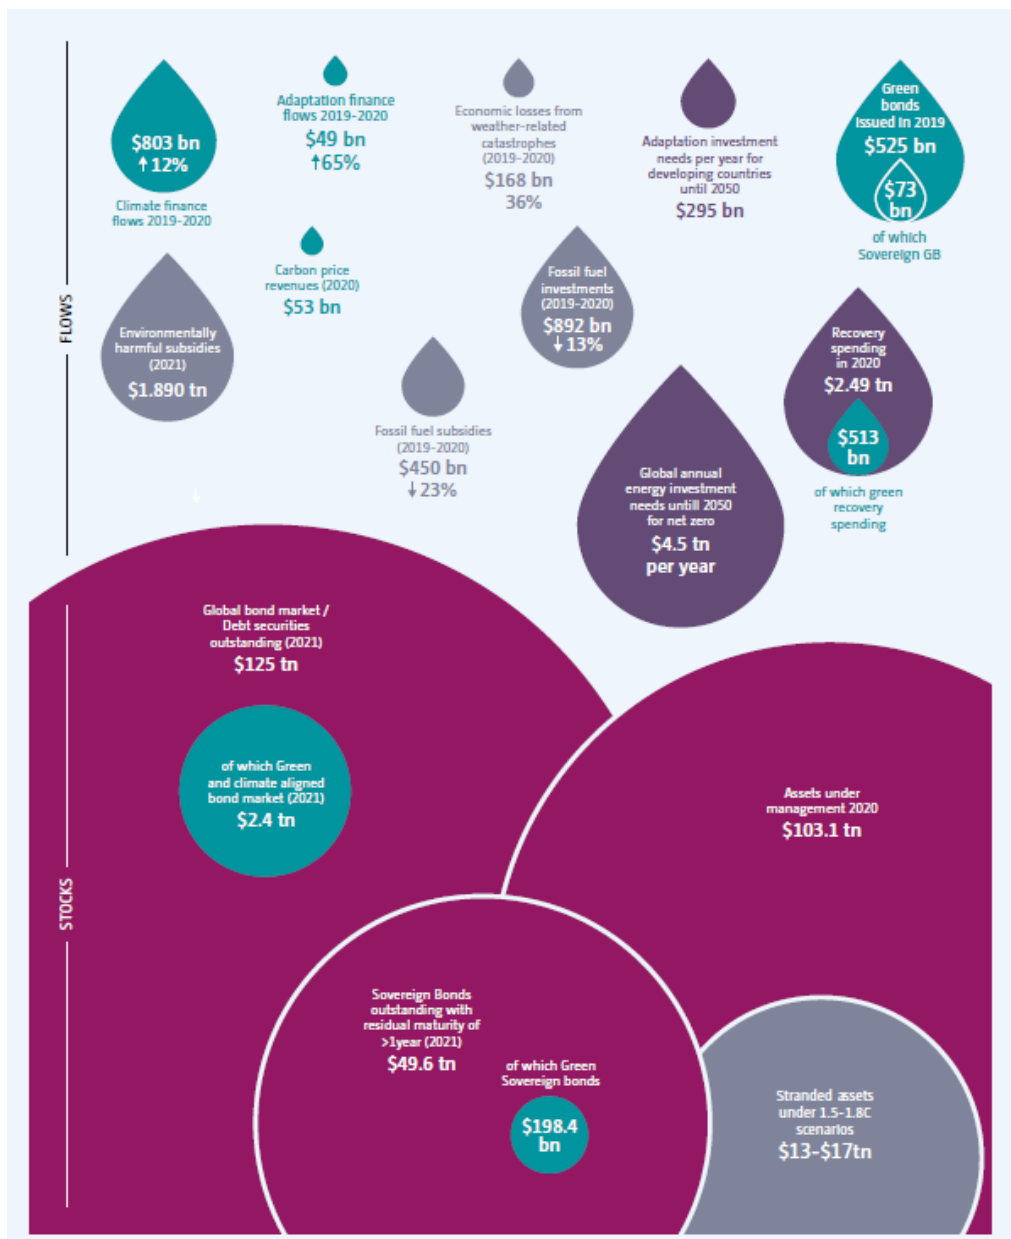 FLOWS
$803 bn
↑12%
Climate finance
flows 2019-2020
Adaptation finance
flows 2019-2020
$49 bn
↑65%
Economic losses from
weather-related
catastrophes
(2019-2020)
$168 bn
36%
Adaptation investment
needs per year for
developing countries
until 2050
$295 bn
Green
bonds
Issued in 2019
$525 bn
$73
bn
of which
Sovereign GB
Environmentally
harmful subsidies
(2021)
$1.890 tn
Carbon price
revenues (2020)
$53 bn
Fossil fuel
investments
(2019-2020)
$892 bn
↓13%
Fossil fuel subsidies
(2019-2020)
$450 bn
↓23%
Recovery
spending
in 2020
$2.49 tn
$513
bn
of which green
recovery
spending
Global annual
energy investment
needs untill 2050
for net zero
$4.5 tn
per year
↓
STOCKS
Global bond market /
Debt securities
outstanding (2021)
$125 tn
of which Green
and climate aligned
bond market (2021)
$2.4 tn
Assets under
management 2020
$103.1 tn
Sovereign Bonds
outstanding with
residual maturity of
>1year (2021)
$49.6 tn
of which Green
Sovereign bonds
$198.4
bn
Stranded assets
under 1.5-1.8C
scenarios
$13-$17tn